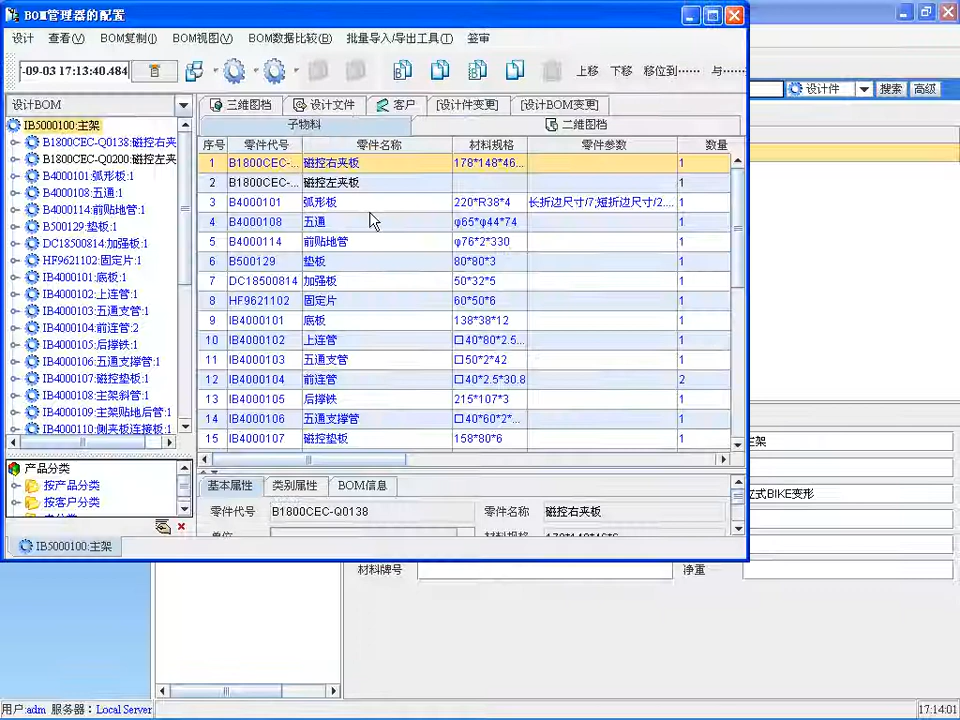 BOM管理器的配置
设计 查看(V) BOM复制(J) BOM视图(V) BOM数据比较(B) 批量导入/导出工具(T) 签审
-09-03 17:13:40.484 上移 下移 移位到…… 与……
设计件 搜索 高级
设计BOM
三维图档 设计文件 客户 [设计件变更] [设计BOM变更]
子物料 二维图档
IB5000100:主架
B1800CEC-Q0138:磁控右夹
B1800CEC-Q0200:磁控左夹
B4000101:弧形板:1
B4000108:五通:1
B4000114:前贴地管:1
B500129:垫板:1
DC18500814:加强板:1
HF9621102:固定片:1
IB4000101:底板:1
IB4000102:上连管:1
IB4000103:五通支管:1
IB4000104:前连管:2
IB4000105:后撑铁:1
IB4000106:五通支撑管:1
IB4000107:磁控垫板:1
IB4000108:主架斜管:1
IB4000109:主架贴地后管:1
IB4000110:侧夹板连接板:1
序号 零件代号 零件名称 材料规格 零件参数 数量
1 B1800CEC-... 磁控右夹板 178*148*46... 1
2 B1800CEC-... 磁控左夹板 1
3 B4000101 弧形板 220*R38*4 长折边尺寸/7;短折边尺寸/2.... 1
4 B4000108 五通 φ65*φ44*74 1
5 B4000114 前贴地管 φ76*2*330 1
6 B500129 垫板 80*80*3 1
7 DC18500814 加强板 50*32*5 1
8 HF9621102 固定片 60*50*6 1
9 IB4000101 底板 138*38*12 1
10 IB4000102 上连管 口40*80*2.5... 1
11 IB4000103 五通支管 口50*2*42 1
12 IB4000104 前连管 口40*2.5*30.8 2
13 IB4000105 后撑铁 215*107*3 1
14 IB4000106 五通支撑管 口40*60*2*... 1
15 IB4000107 磁控垫板 158*80*6 1
产品分类
按产品分类
按客户分类
基本属性 类别属性 BOM信息
零件代号 B1800CEC-Q0138 零件名称 磁控右夹板
IB5000100:主架
主架
立式BIKE变形
材料牌号 净重
用户:adm 服务器：Local Server 17:14:01